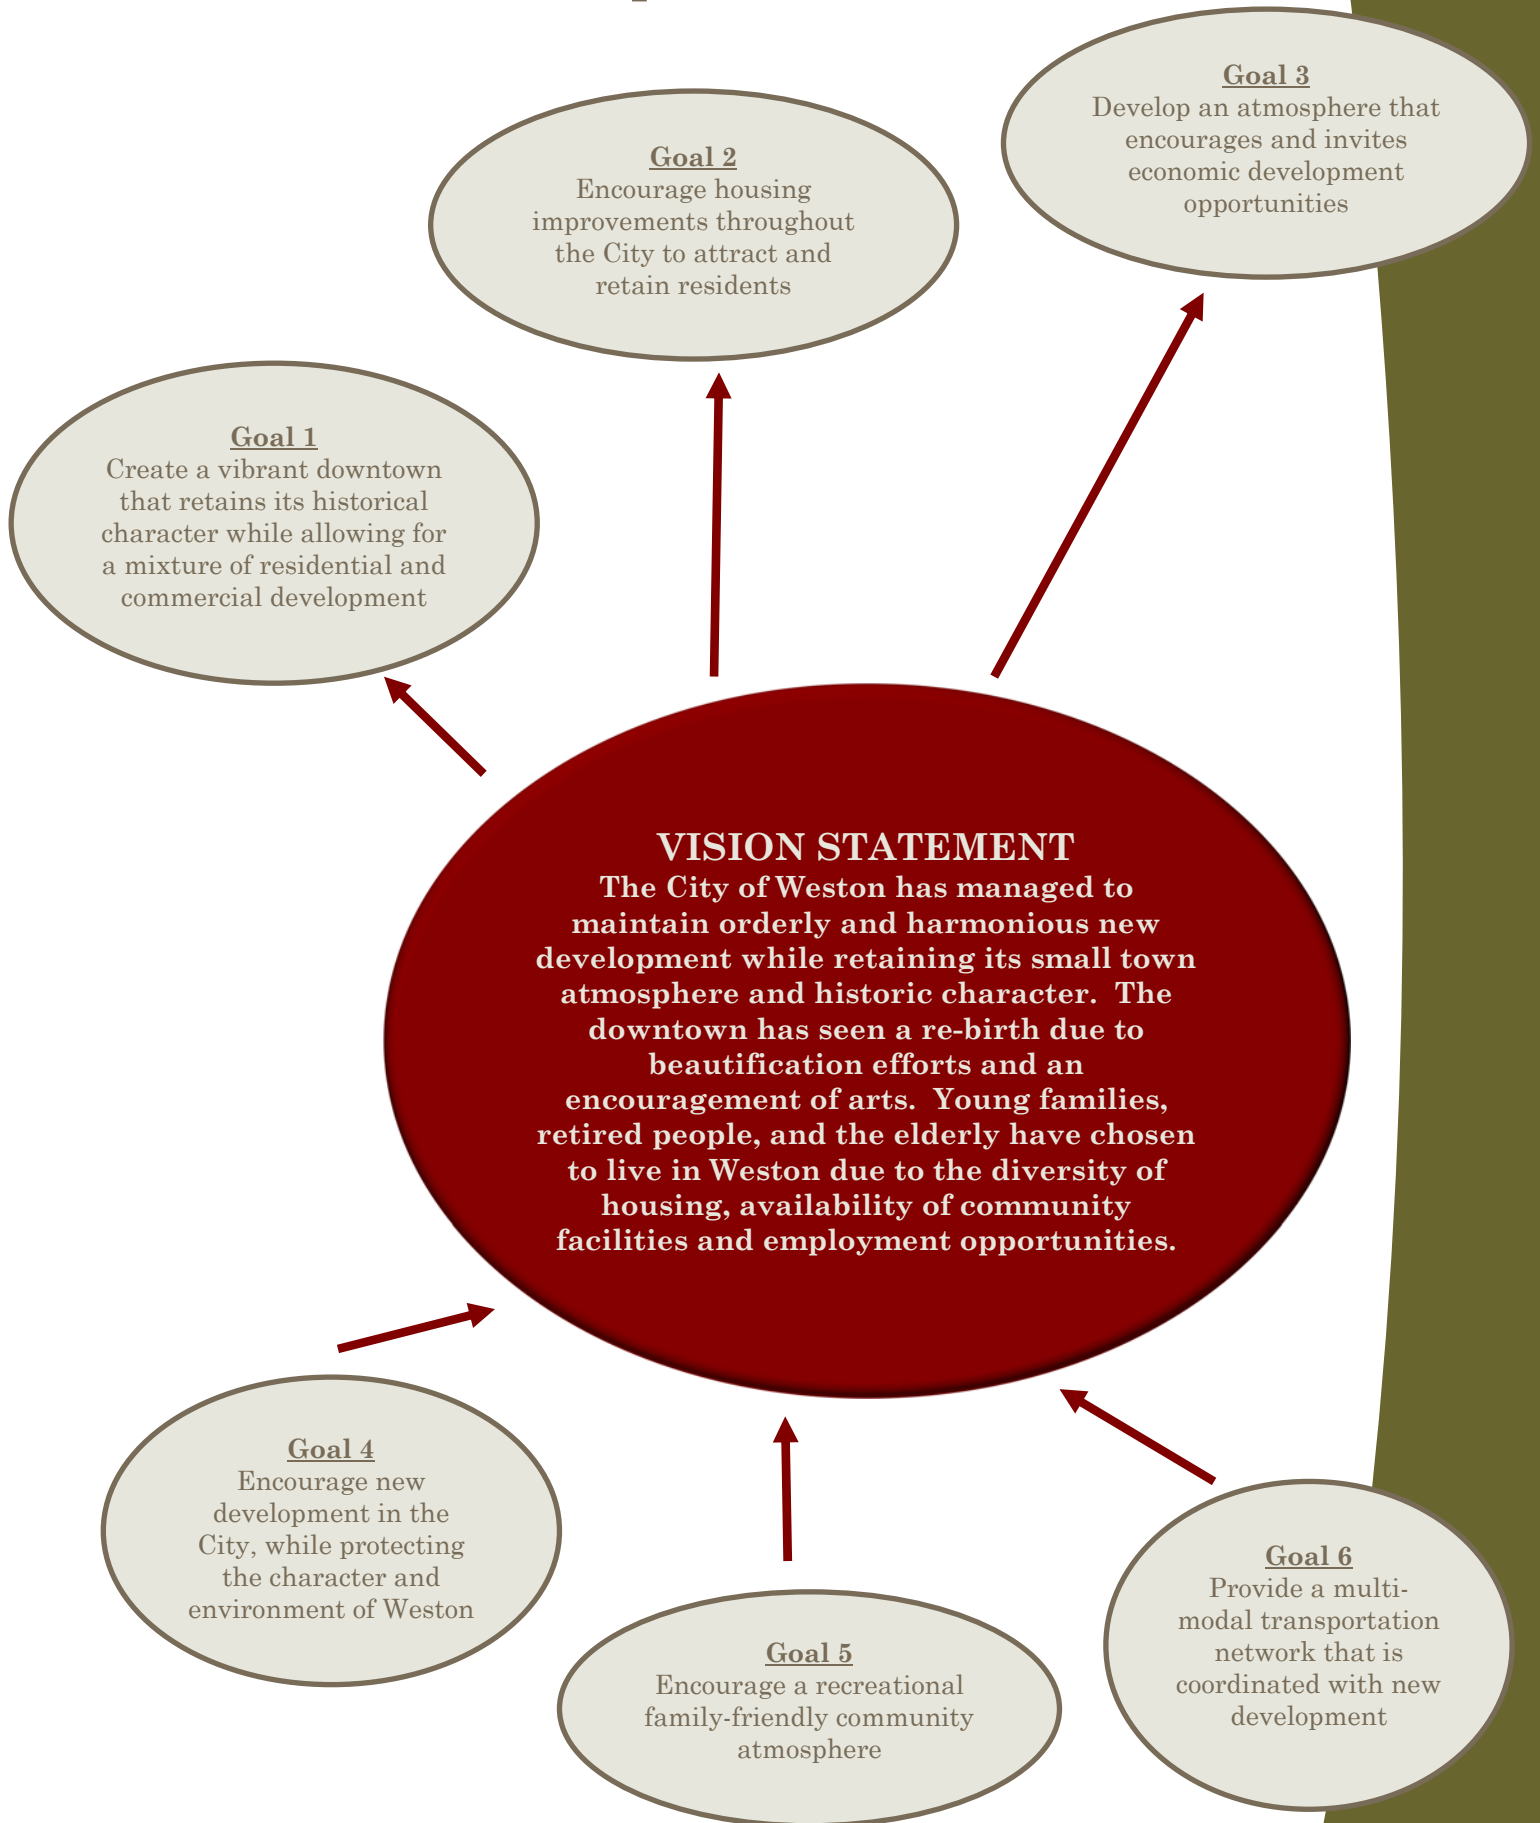 Goal 3
Develop an atmosphere that
encourages and invites
economic development
opportunities
Goal 2
Encourage housing
improvements throughout
the City to attract and
retain residents
Goal 1
Create a vibrant downtown
that retains its historical
character while allowing for
a mixture of residential and
commercial development
VISION STATEMENT
The City of Weston has managed to
maintain orderly and harmonious new
development while retaining its small town
atmosphere and historic character.  The
downtown has seen a re-birth due to
beautification efforts and an
encouragement of arts.  Young families,
retired people, and the elderly have chosen
to live in Weston due to the diversity of
housing, availability of community
facilities and employment opportunities.
Goal 4
Encourage new
development in the
City, while protecting
the character and
environment of Weston
Goal 5
Encourage a recreational
family-friendly community
atmosphere
Goal 6
Provide a multi-
modal transportation
network that is
coordinated with new
development